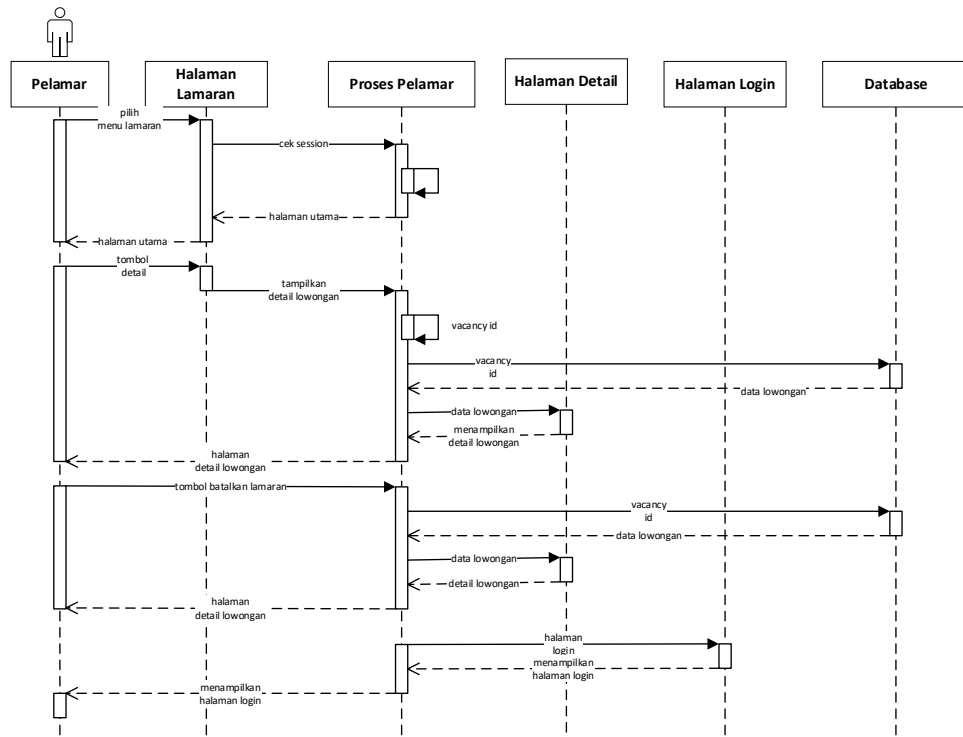 Pelamar
Halaman
Lamaran
Proses Pelamar
Halaman Detail
Halaman Login
Database
pilih
menu lamaran
cek session
halaman utama
halaman utama
tombol
detail
tampilkan
detail lowongan
vacancy id
vacancy
id
data lowongan
data lowongan
menampilkan
detail lowongan
halaman
detail lowongan
tombol batalkan lamaran
vacancy
id
data lowongan
data lowongan
detail lowongan
halaman
detail lowongan
halaman
login
menampilkan
halaman login
menampilkan
halaman login